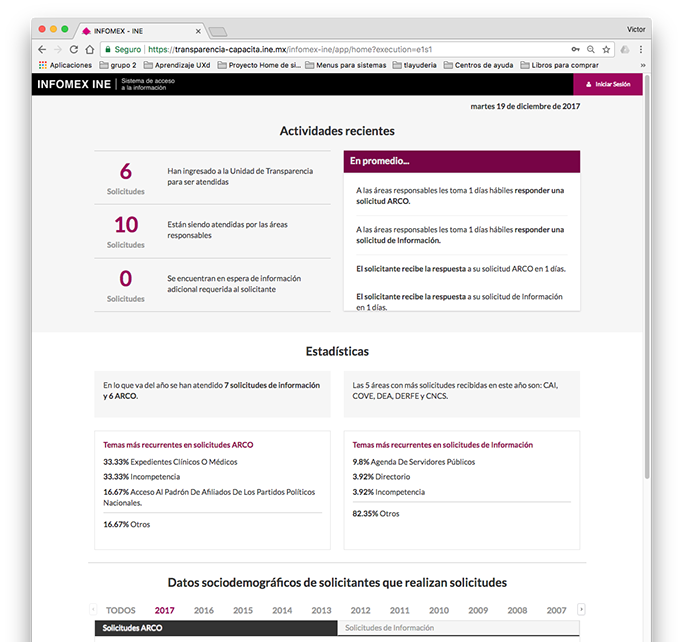 INFOMEX - INE
Victor
Seguro | https://transparencia-capacita.ine.mx/infomex-ine/app/home?execution=e1s1
Aplicaciones grupo 2 Aprendizaje UXd Proyecto Home de si... Menus para sistemas tlayuderia Centros de ayuda Libros para comprar »
INFOMEX INE | Sistema de acceso
a la información
Iniciar Sesión
martes 19 de diciembre de 2017
Actividades recientes
6
Solicitudes
Han ingresado a la Unidad de Transparencia
para ser atendidas
10
Solicitudes
Están siendo atendidas por las áreas
responsables
0
Solicitudes
Se encuentran en espera de información
adicional requerida al solicitante
En promedio...
A las áreas responsables les toma 1 días hábiles responder una
solicitud ARCO.
A las áreas responsables les toma 1 días hábiles responder una
solicitud de Información.
El solicitante recibe la respuesta a su solicitud ARCO en 1 días.
El solicitante recibe la respuesta a su solicitud de Información
en 1 días.
Estadísticas
En lo que va del año se han atendido 7 solicitudes de información
y 6 ARCO.
Las 5 áreas con más solicitudes recibidas en este año son: CAI,
COVE, DEA, DERFE y CNCS.
Temas más recurrentes en solicitudes ARCO
33.33% Expedientes Clínicos O Médicos
33.33% Incompetencia
16.67% Acceso Al Padrón De Afiliados De Los Partidos Políticos
Nacionales.
16.67% Otros
Temas más recurrentes en solicitudes de Información
9.8% Agenda De Servidores Públicos
3.92% Directorio
3.92% Incompetencia
82.35% Otros
Datos sociodemográficos de solicitantes que realizan solicitudes
TODOS 2017 2016 2015 2014 2013 2012 2011 2010 2009 2008 2007
Solicitudes ARCO
Solicitudes de Información